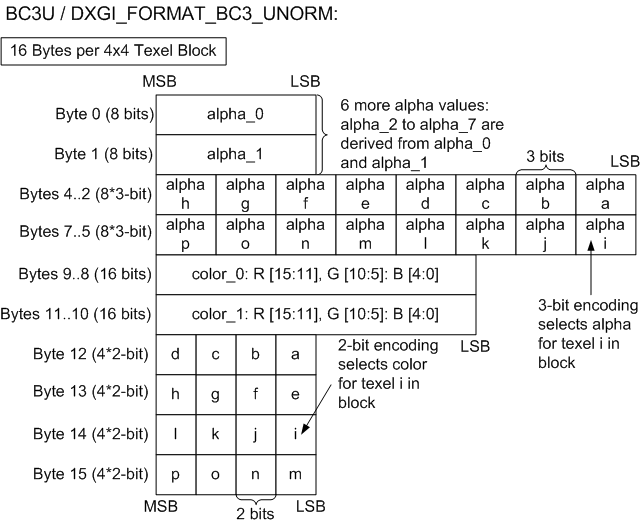 BC3U / DXGI_FORMAT_BC3_UNORM:
16 Bytes per 4x4 Texel Block
MSB LSB
Byte 0 (8 bits) alpha_0
Byte 1 (8 bits) alpha_1
6 more alpha values:
alpha_2 to alpha_7 are
derived from alpha_0
and alpha_1
3 bits
LSB
Bytes 4..2 (8*3-bit) alpha h alpha g alpha f alpha e alpha d alpha c alpha b alpha a
Bytes 7..5 (8*3-bit) alpha p alpha o alpha n alpha m alpha l alpha k alpha j alpha i
Bytes 9..8 (16 bits) color_0: R [15:11], G [10:5]: B [4:0]
Bytes 11..10 (16 bits) color_1: R [15:11], G [10:5]: B [4:0]
LSB
3-bit encoding
selects alpha
for texel i in
block
Byte 12 (4*2-bit) d c b a
Byte 13 (4*2-bit) h g f e
Byte 14 (4*2-bit) l k j i
Byte 15 (4*2-bit) p o n m
2-bit encoding
selects color
for texel i in
block
MSB LSB
2 bits